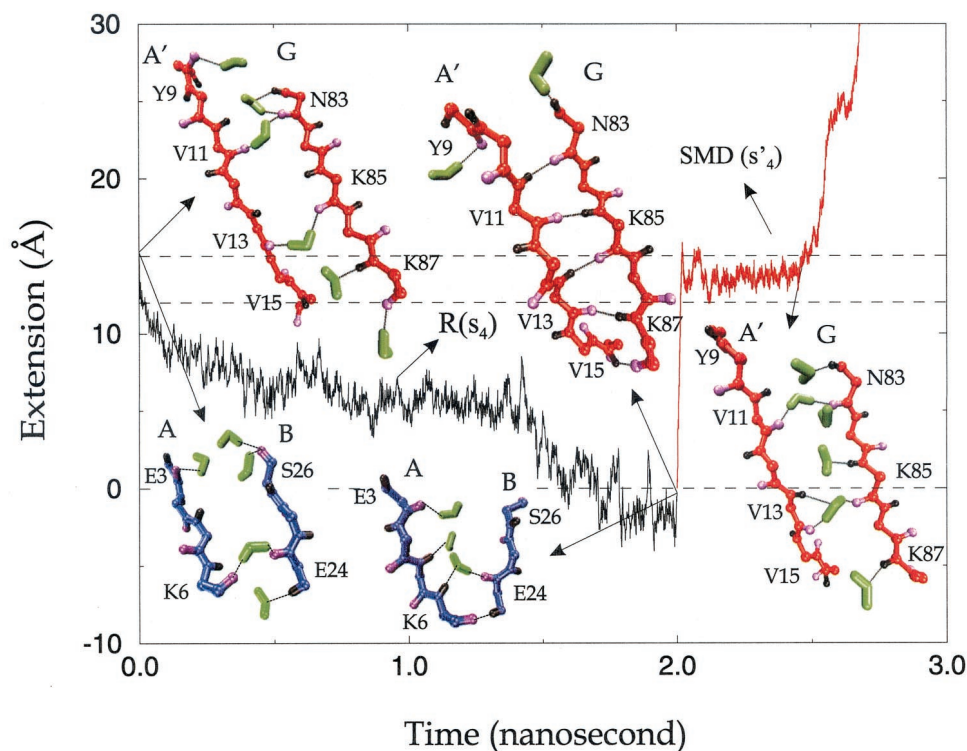 30
20
10
0
-10
Extension (Å)
0.0
1.0
2.0
3.0
Time (nanosecond)
A′
G
Y9
N83
V11
K85
V13
K87
V15
A′
G
Y9
N83
V11
K85
V13
K87
V15
SMD (s'₄)
R(s₄)
A
B
E3
S26
K6
E24
A
B
E3
S26
K6
E24
A′
G
Y9
N83
V11
K85
V13
K87
V15